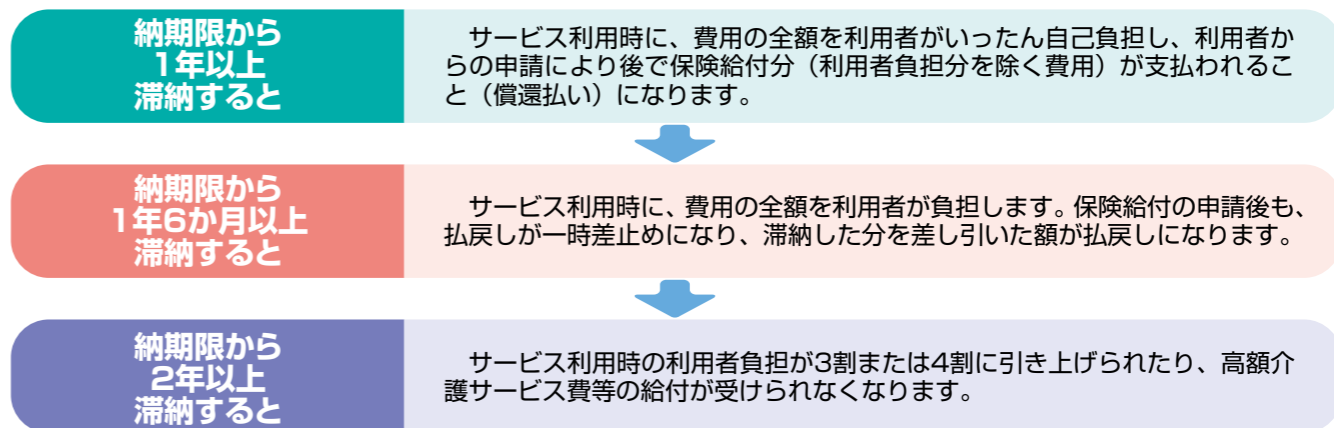 納期限から
1年以上
滞納すると
サービス利用時に、費用の全額を利用者がいったん自己負担し、利用者か
らの申請により後で保険給付分（利用者負担分を除く費用）が支払われるこ
と（償還払い）になります。
納期限から
1年6か月以上
滞納すると
サービス利用時に、費用の全額を利用者が負担します。保険給付の申請後も、
払戻しが一時差止めになり、滞納した分を差し引いた額が払戻しになります。
納期限から
2年以上
滞納すると
サービス利用時の利用者負担が3割または4割に引き上げられたり、高額介
護サービス費等の給付が受けられなくなります。